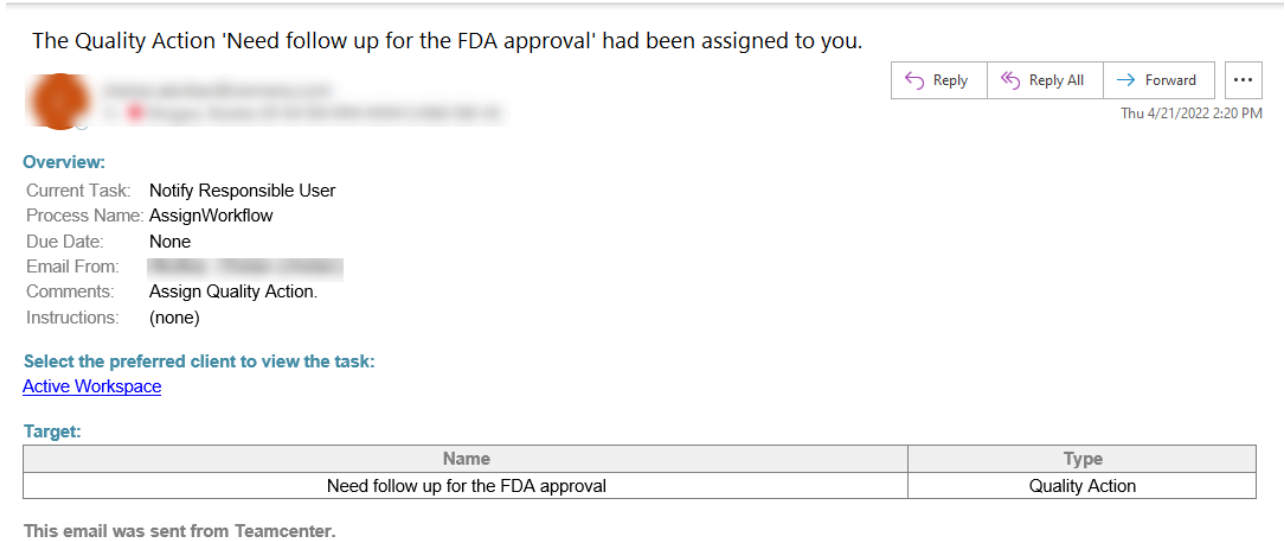 The Quality Action 'Need follow up for the FDA approval' had been assigned to you.
Reply Reply All Forward ...
Thu 4/21/2022 2:20 PM
Overview:
Current Task: Notify Responsible User
Process Name: AssignWorkflow
Due Date: None
Email From:
Comments: Assign Quality Action.
Instructions: (none)
Select the preferred client to view the task:
Active Workspace
Target:
Name Type
Need follow up for the FDA approval Quality Action
This email was sent from Teamcenter.